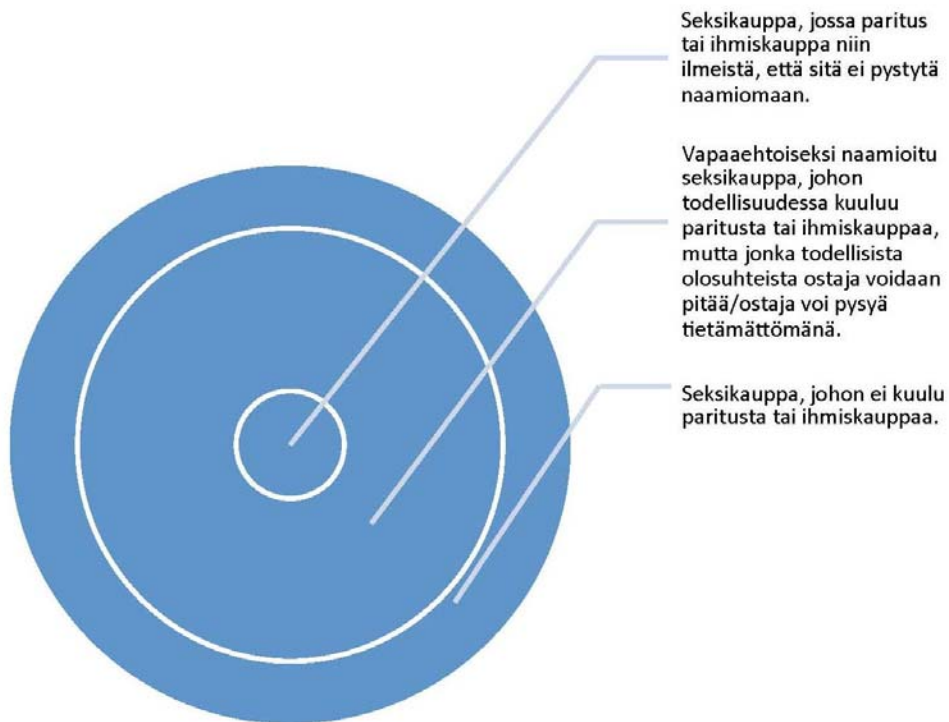 Seksikauppa, jossa paritus
tai ihmiskauppa niin
ilmeistä, että sitä ei pystytä
naamiomaan.
Vapaaehtoiseksi naamioitu
seksikauppa, johon
todellisuudessa kuuluu
paritusta tai ihmiskauppaa,
mutta jonka todellisista
olosuhteista ostaja voidaan
pitää/ostaja voi pysyä
tietämättömänä.
Seksikauppa, johon ei kuulu
paritusta tai ihmiskauppaa.